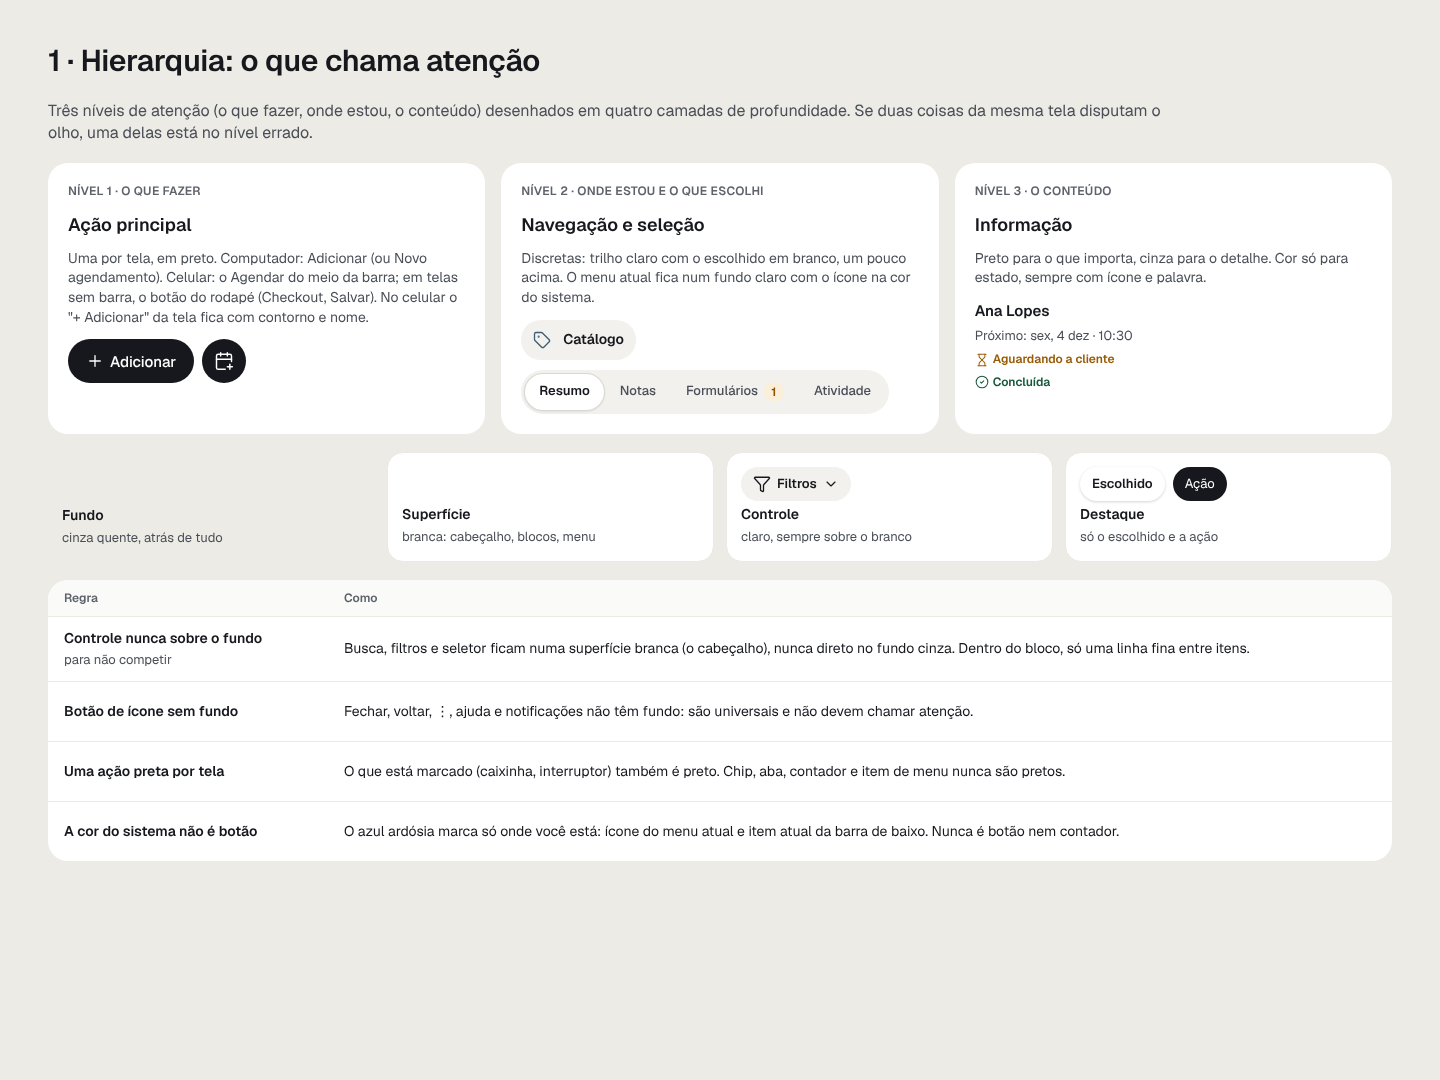 1 · Hierarquia: o que chama atenção
Três níveis de atenção (o que fazer, onde estou, o conteúdo) desenhados em quatro camadas de profundidade. Se duas coisas da mesma tela disputam o
olho, uma delas está no nível errado.
NÍVEL 1 · O QUE FAZER
Ação principal
Uma por tela, em preto. Computador: Adicionar (ou Novo
agendamento). Celular: o Agendar do meio da barra; em telas
sem barra, o botão do rodapé (Checkout, Salvar). No celular o
"+ Adicionar" da tela fica com contorno e nome.
Adicionar
NÍVEL 2 · ONDE ESTOU E O QUE ESCOLHI
Navegação e seleção
Discretas: trilho claro com o escolhido em branco, um pouco
acima. O menu atual fica num fundo claro com o ícone na cor
do sistema.
Catálogo
Resumo Notas Formulários 1 Atividade
NÍVEL 3 · O CONTEÚDO
Informação
Preto para o que importa, cinza para o detalhe. Cor só para
estado, sempre com ícone e palavra.
Ana Lopes
Próximo: sex, 4 dez · 10:30
Aguardando a cliente
Concluída
Fundo
cinza quente, atrás de tudo
Superfície
branca: cabeçalho, blocos, menu
Filtros
Controle
claro, sempre sobre o branco
Escolhido Ação
Destaque
só o escolhido e a ação
Regra Como
Controle nunca sobre o fundo
para não competir
Busca, filtros e seletor ficam numa superfície branca (o cabeçalho), nunca direto no fundo cinza. Dentro do bloco, só uma linha fina entre itens.
Botão de ícone sem fundo
Fechar, voltar, ⋮, ajuda e notificações não têm fundo: são universais e não devem chamar atenção.
Uma ação preta por tela
O que está marcado (caixinha, interruptor) também é preto. Chip, aba, contador e item de menu nunca são pretos.
A cor do sistema não é botão
O azul ardósia marca só onde você está: ícone do menu atual e item atual da barra de baixo. Nunca é botão nem contador.